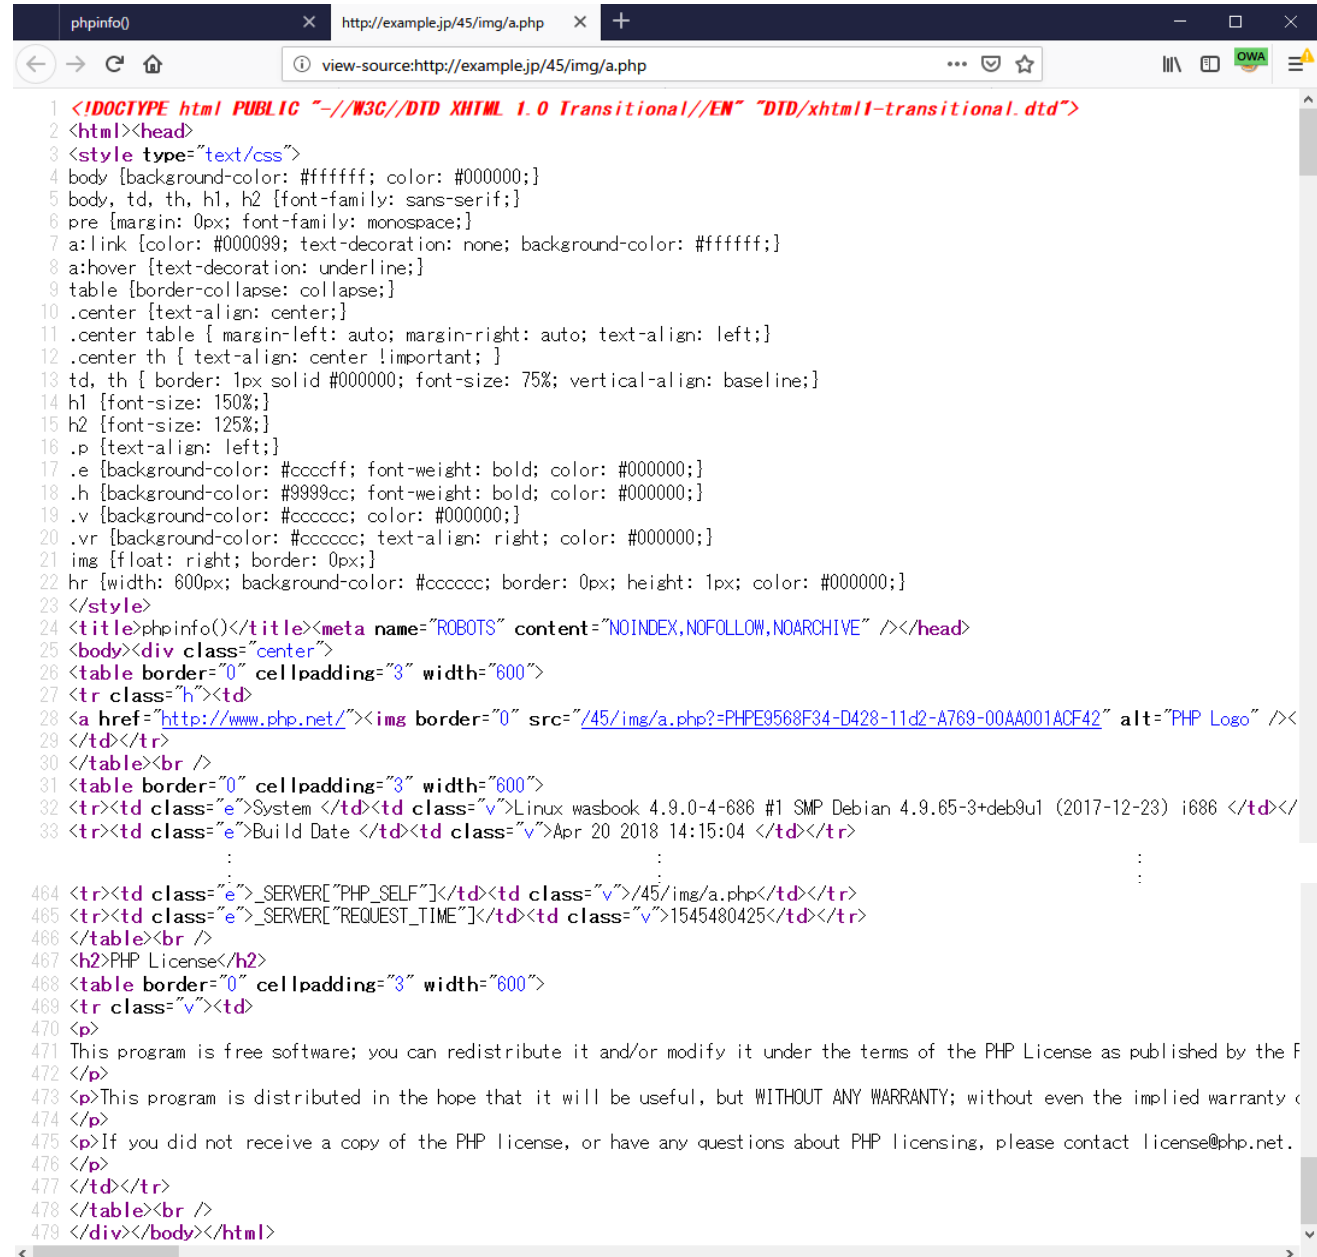 phpinfo() × http://example.jp/45/img/a.php × +
view-source:http://example.jp/45/img/a.php OWA
1 <!DOCTYPE html PUBLIC "-//W3C//DTD XHTML 1.0 Transitional//EN" "DTD/xhtml1-transitional.dtd">
2 <html><head>
3 <style type="text/css">
4 body {background-color: #ffffff; color: #000000;}
5 body, td, th, h1, h2 {font-family: sans-serif;}
6 pre {margin: 0px; font-family: monospace;}
7 a:link {color: #000099; text-decoration: none; background-color: #ffffff;}
8 a:hover {text-decoration: underline;}
9 table {border-collapse: collapse;}
10 .center {text-align: center;}
11 .center table { margin-left: auto; margin-right: auto; text-align: left;}
12 .center th { text-align: center !important; }
13 td, th { border: 1px solid #000000; font-size: 75%; vertical-align: baseline;}
14 h1 {font-size: 150%;}
15 h2 {font-size: 125%;}
16 .p {text-align: left;}
17 .e {background-color: #ccccff; font-weight: bold; color: #000000;}
18 .h {background-color: #9999cc; font-weight: bold; color: #000000;}
19 .v {background-color: #cccccc; color: #000000;}
20 .vr {background-color: #cccccc; text-align: right; color: #000000;}
21 img {float: right; border: 0px;}
22 hr {width: 600px; background-color: #cccccc; border: 0px; height: 1px; color: #000000;}
23 </style>
24 <title>phpinfo()</title><meta name="ROBOTS" content="NOINDEX,NOFOLLOW,NOARCHIVE" /></head>
25 <body><div class="center">
26 <table border="0" cellpadding="3" width="600">
27 <tr class="h"><td>
28 <a href="http://www.php.net/"><img border="0" src="/45/img/a.php?=PHPE9568F34-D428-11d2-A769-00AA001ACF42" alt="PHP Logo" /><
29 </td></tr>
30 </table><br />
31 <table border="0" cellpadding="3" width="600">
32 <tr><td class="e">System </td><td class="v">Linux wasbook 4.9.0-4-686 #1 SMP Debian 4.9.65-3+deb9u1 (2017-12-23) i686 </td></
33 <tr><td class="e">Build Date </td><td class="v">Apr 20 2018 14:15:04 </td></tr>
: : :
: : :
464 <tr><td class="e">_SERVER["PHP_SELF"]</td><td class="v">/45/img/a.php</td></tr>
465 <tr><td class="e">_SERVER["REQUEST_TIME"]</td><td class="v">1545480425</td></tr>
466 </table><br />
467 <h2>PHP License</h2>
468 <table border="0" cellpadding="3" width="600">
469 <tr class="v"><td>
470 <p>
471 This program is free software; you can redistribute it and/or modify it under the terms of the PHP License as published by the P
472 </p>
473 <p>This program is distributed in the hope that it will be useful, but WITHOUT ANY WARRANTY; without even the implied warranty
474 </p>
475 <p>If you did not receive a copy of the PHP license, or have any questions about PHP licensing, please contact license@php.net.
476 </p>
477 </td></tr>
478 </table><br />
479 </div></body></html>